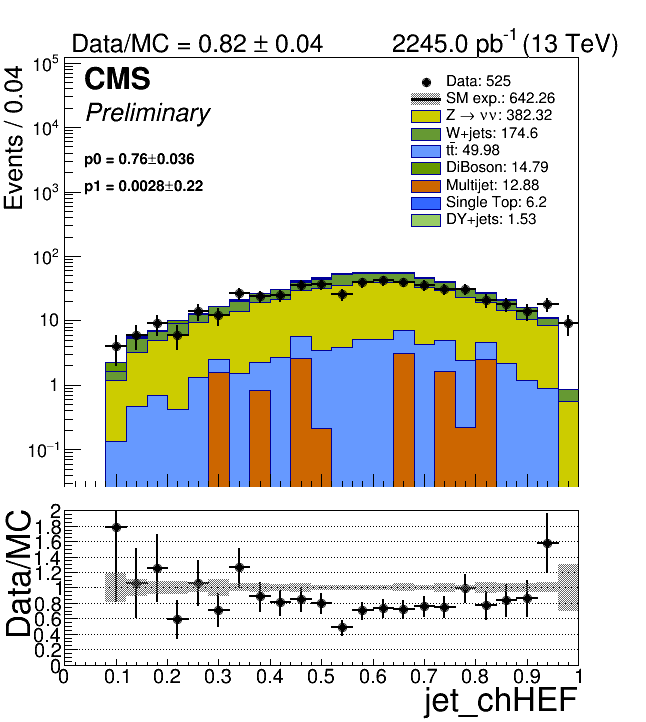 Data/MC = 0.82 ± 0.04 2245.0 pb⁻¹ (13 TeV)
CMS
Preliminary
p0 = 0.76±0.036
p1 = 0.0028±0.22
Data: 525
SM exp.: 642.26
Z → νν: 382.32
W+jets: 174.6
tt̄: 49.98
DiBoson: 14.79
Multijet: 12.88
Single Top: 6.2
DY+jets: 1.53
Events / 0.04
10⁵
10⁴
10³
10²
10
1
10⁻¹
Data/MC
2
1.8
1.6
1.4
1.2
1
0.8
0.6
0.4
0.2
0
0 0.1 0.2 0.3 0.4 0.5 0.6 0.7 0.8 0.9 1
jet_chHEF